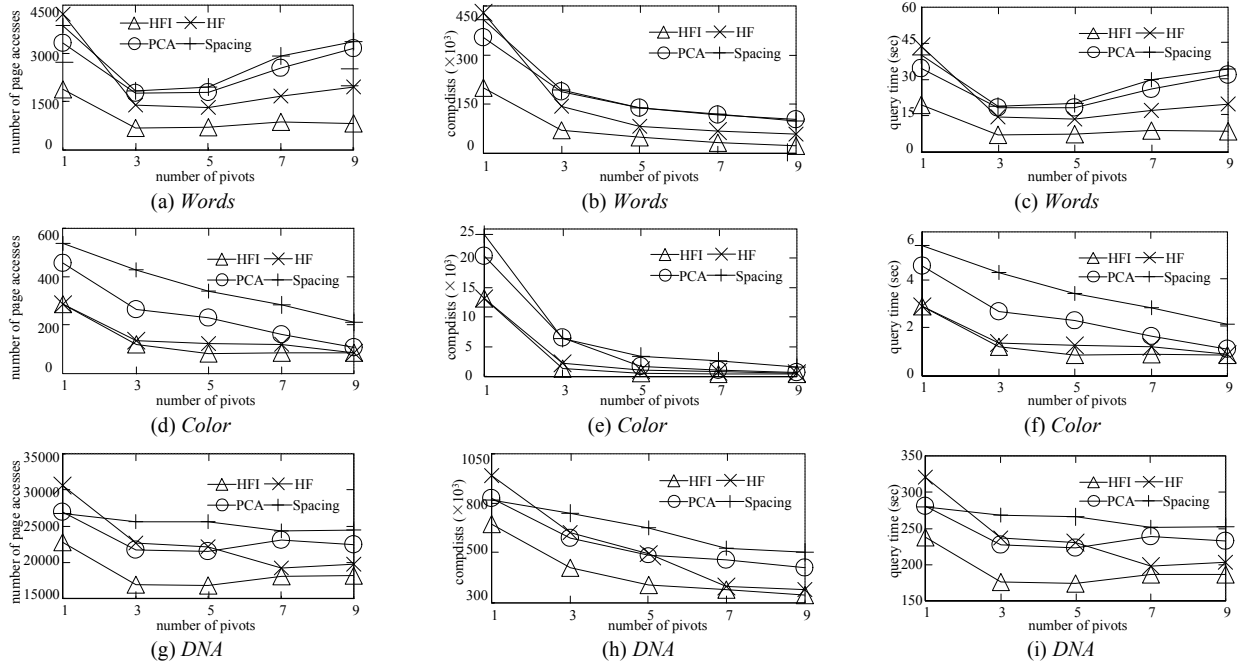 number of page accesses
4500
3000
1500
0
HFI
HF
PCA
Spacing
1 3 5 7 9
number of pivots
(a) Words
compdists (×10³)
450
300
150
0
HFI
HF
PCA
Spacing
1 3 5 7 9
number of pivots
(b) Words
query time (sec)
60
45
30
15
0
HFI
HF
PCA
Spacing
1 3 5 7 9
number of pivots
(c) Words
number of page accesses
600
400
200
0
HFI
HF
PCA
Spacing
1 3 5 7 9
number of pivots
(d) Color
compdists (×10³)
25
20
15
10
5
0
HFI
HF
PCA
Spacing
1 3 5 7 9
number of pivots
(e) Color
query time (sec)
6
4
2
0
HFI
HF
PCA
Spacing
1 3 5 7 9
number of pivots
(f) Color
number of page accesses
35000
30000
25000
20000
15000
HFI
HF
PCA
Spacing
1 3 5 7 9
number of pivots
(g) DNA
compdists (×10³)
1050
800
500
300
HFI
HF
PCA
Spacing
1 3 5 7 9
number of pivots
(h) DNA
query time (sec)
350
300
250
200
150
HFI
HF
PCA
Spacing
1 3 5 7 9
number of pivots
(i) DNA